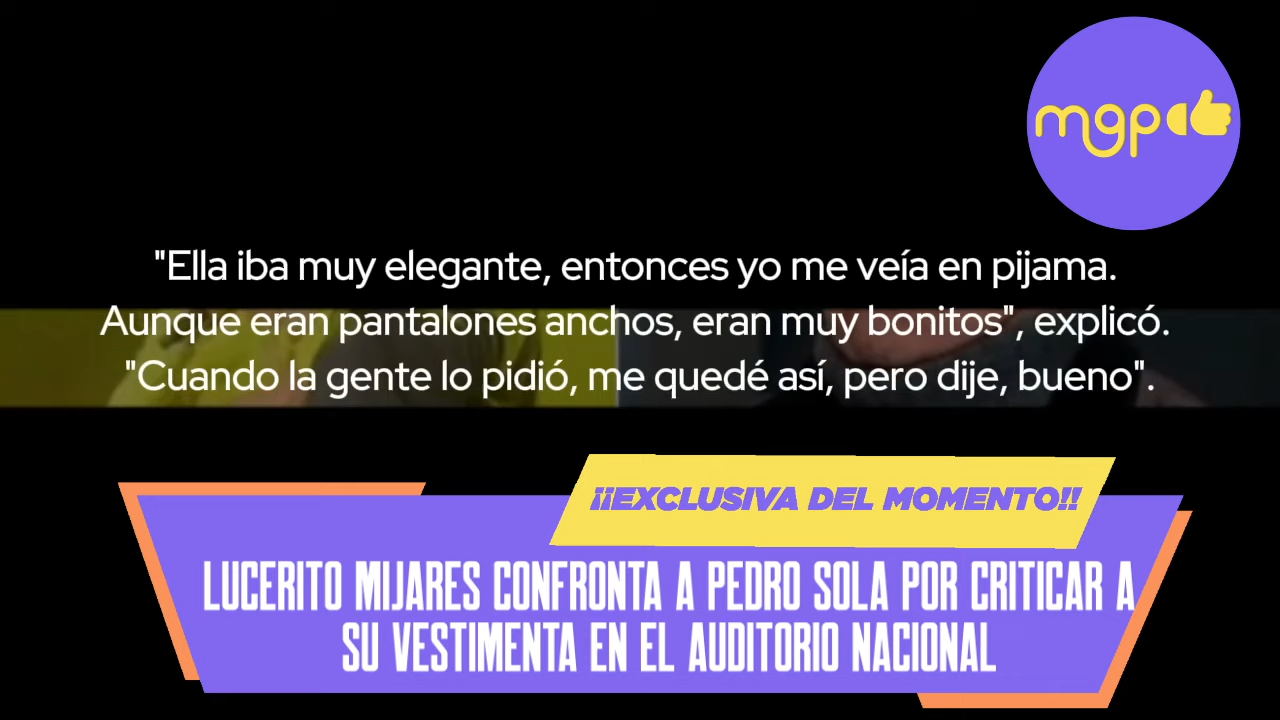 mgp
"Ella iba muy elegante, entonces yo me veía en pijama.
Aunque eran pantalones anchos, eran muy bonitos", explicó.
"Cuando la gente lo pidió, me quedé así, pero dije, bueno".
¡¡EXCLUSIVA DEL MOMENTO!!
LUCERITO MIJARES CONFRONTA A PEDRO SOLA POR CRITICAR A
SU VESTIMENTA EN EL AUDITORIO NACIONAL